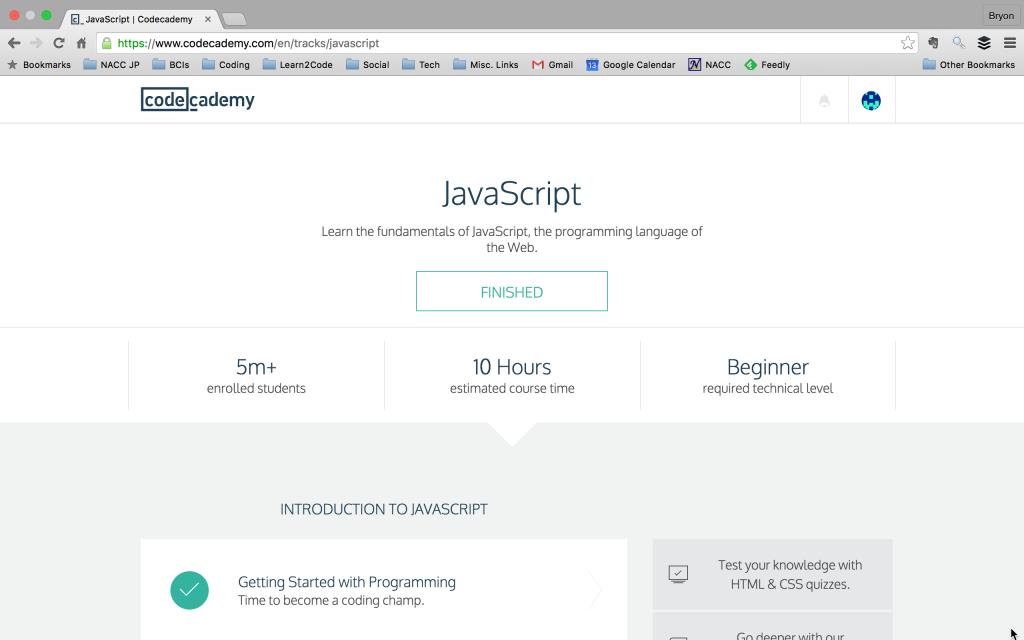 JavaScript | Codecademy
Bryon
https://www.codecademy.com/en/tracks/javascript
Bookmarks NACC JP BCIs Coding Learn2Code Social Tech Misc. Links Gmail 13 Google Calendar NACC Feedly Other Bookmarks
codecademy
JavaScript
Learn the fundamentals of JavaScript, the programming language of
the Web.
FINISHED
5m+
enrolled students
10 Hours
estimated course time
Beginner
required technical level
INTRODUCTION TO JAVASCRIPT
Getting Started with Programming
Time to become a coding champ.
Test your knowledge with
HTML & CSS quizzes.
Go deeper with our